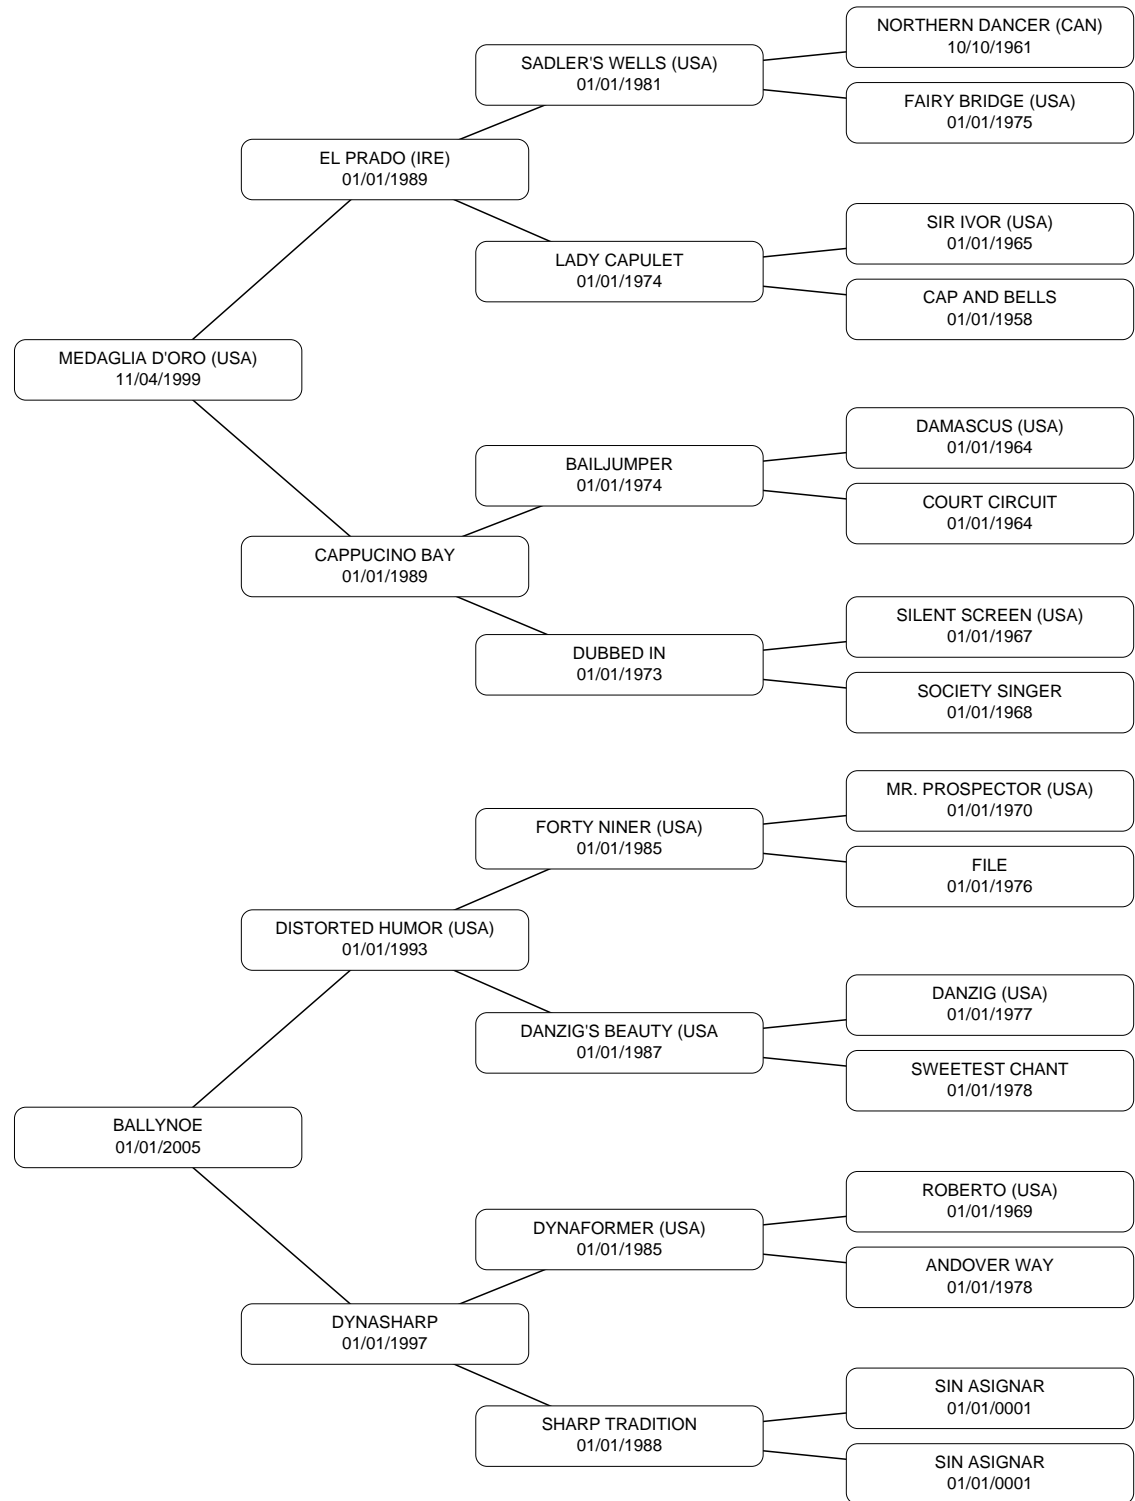 NORTHERN DANCER (CAN)
10/10/1961
SADLER'S WELLS (USA)
01/01/1981
FAIRY BRIDGE (USA)
01/01/1975
EL PRADO (IRE)
01/01/1989
SIR IVOR (USA)
01/01/1965
LADY CAPULET
01/01/1974
CAP AND BELLS
01/01/1958
MEDAGLIA D'ORO (USA)
11/04/1999
DAMASCUS (USA)
01/01/1964
BAILJUMPER
01/01/1974
COURT CIRCUIT
01/01/1964
CAPPUCINO BAY
01/01/1989
SILENT SCREEN (USA)
01/01/1967
DUBBED IN
01/01/1973
SOCIETY SINGER
01/01/1968
MR. PROSPECTOR (USA)
01/01/1970
FORTY NINER (USA)
01/01/1985
FILE
01/01/1976
DISTORTED HUMOR (USA)
01/01/1993
DANZIG (USA)
01/01/1977
DANZIG'S BEAUTY (USA
01/01/1987
SWEETEST CHANT
01/01/1978
BALLYNOE
01/01/2005
ROBERTO (USA)
01/01/1969
DYNAFORMER (USA)
01/01/1985
ANDOVER WAY
01/01/1978
DYNASHARP
01/01/1997
SIN ASIGNAR
01/01/0001
SHARP TRADITION
01/01/1988
SIN ASIGNAR
01/01/0001